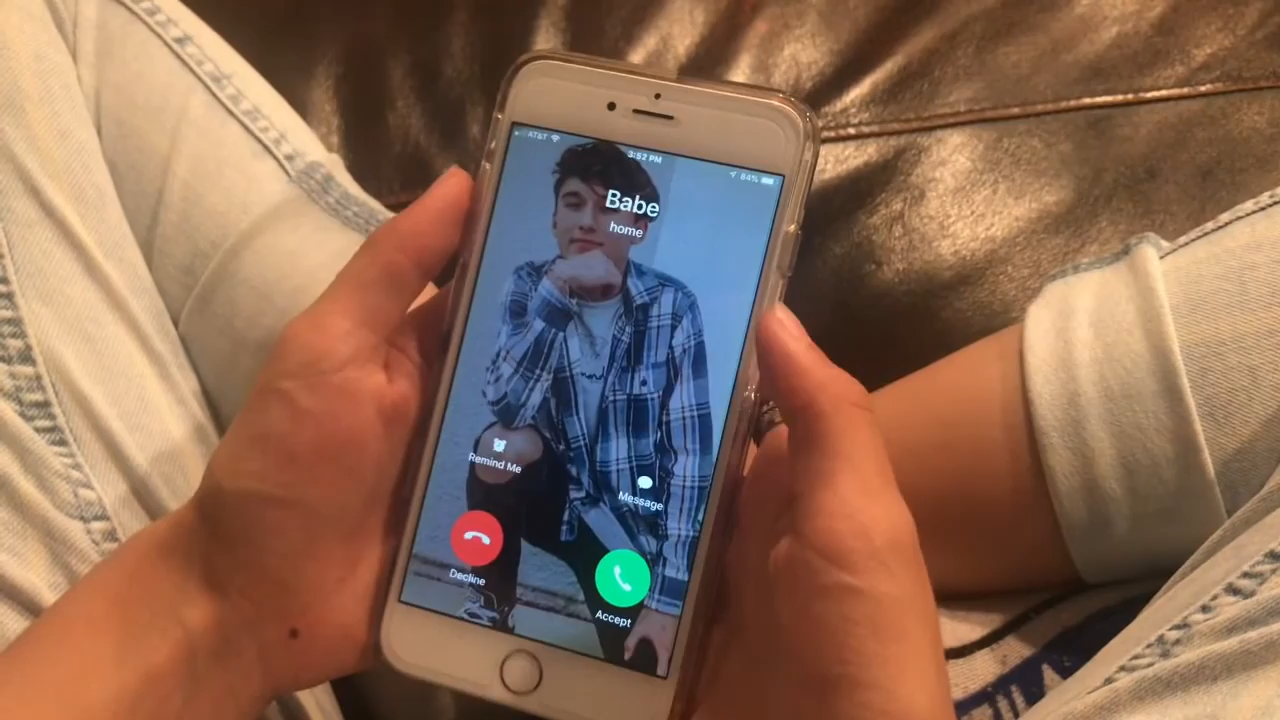 AT&T
3:52 PM
84%
Babe
home
Remind Me
Message
Decline
Accept